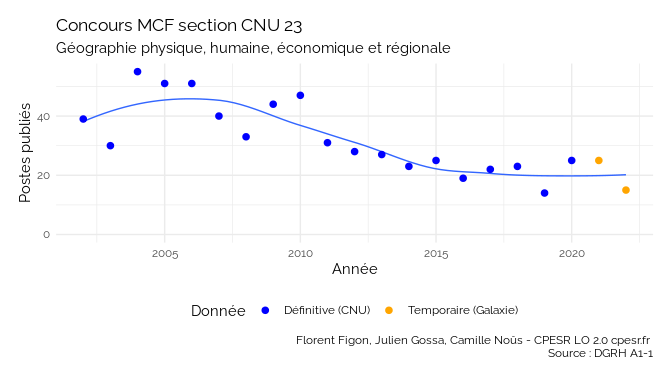 Concours MCF section CNU 23
Géographie physique, humaine, économique et régionale
Postes publiés
40
20
0
2005 2010 2015 2020
Année
Donnée Définitive (CNU) Temporaire (Galaxie)
Florent Figon, Julien Gossa, Camille Noûs - CPESR LO 2.0 cpesr.fr
Source : DGRH A1-1